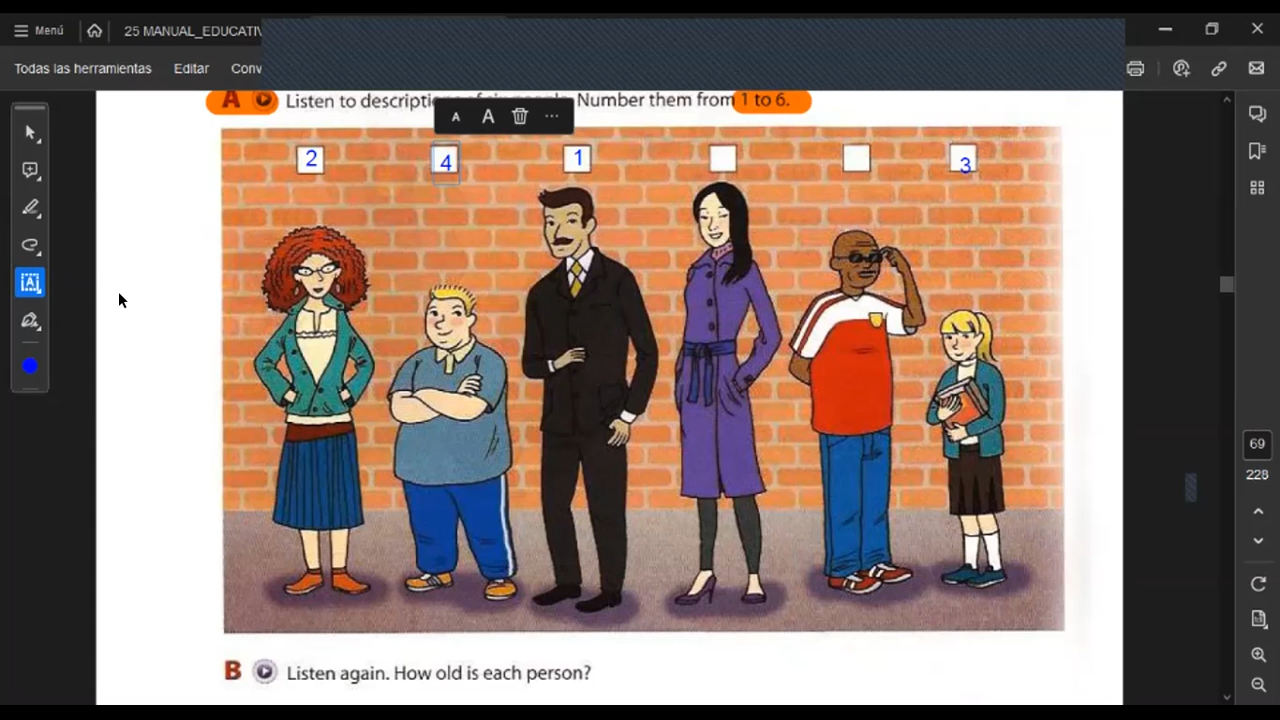 Menú
25 MANUAL_EDUCATIV
Todas las herramientas Editar Conv
A Listen to Number them from 1 to 6.
A A ...
2 4 1 3
69
228
B Listen again. How old is each person?